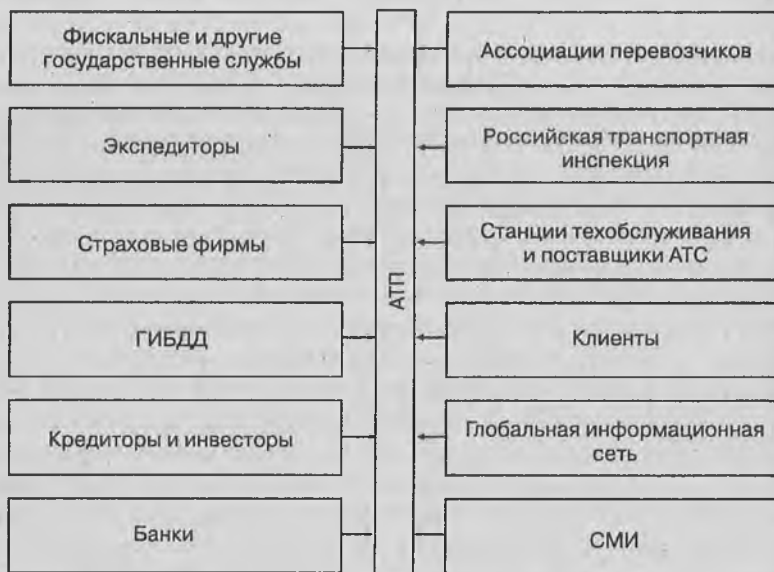 Фискальные и другие
государственные службы
Ассоциации перевозчиков
Экспедиторы
Российская транспортная
инспекция
Страховые фирмы
Станции техобслуживания
и поставщики АТС
АТП
ГИБДД
Клиенты
Кредиторы и инвесторы
Глобальная информационная
сеть
Банки
СМИ